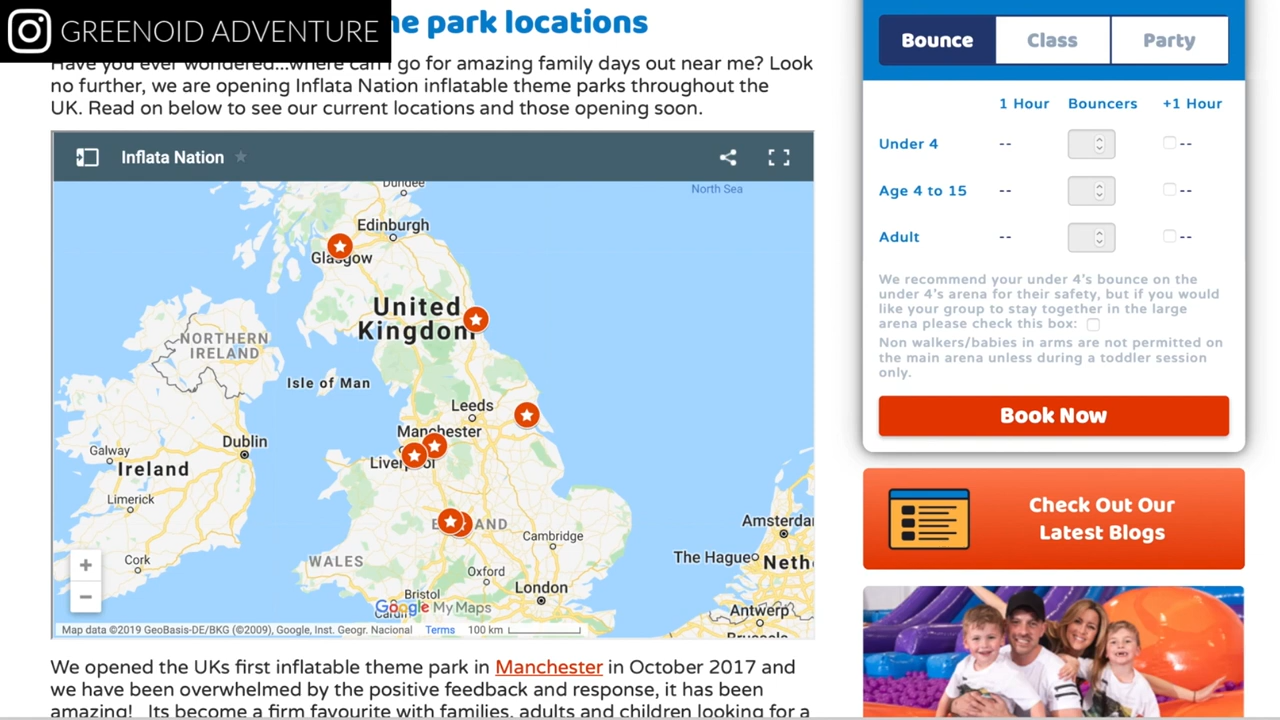 GREENOID ADVENTURE
me park locations
Have you ever wondered...where can I go for amazing family days out near me? Look
no further, we are opening Inflata Nation inflatable theme parks throughout the
UK. Read on below to see our current locations and those opening soon.
Inflata Nation
Dundee
North Sea
Edinburgh
Glasgow
United
Kingdom
NORTHERN
IRELAND
Isle of Man
Leeds
Manchester
Dublin
Galway
Liverpool
Ireland
Limerick
ENGLAND
Amsterda
Cambridge
Cork
WALES
The Hague
Neth
Oxford
London
Bristol
Cardiff
Google My Maps
Antwerp
Brussels
Map data ©2019 GeoBasis-DE/BKG (©2009), Google, Inst. Geogr. Nacional
Terms
100 km
We opened the UKs first inflatable theme park in Manchester in October 2017 and
we have been overwhelmed by the positive feedback and response, it has been
amazing! Its become a firm favourite with families, adults and children looking for a
Bounce
Class
Party
1 Hour Bouncers +1 Hour
Under 4 -- --
Age 4 to 15 -- --
Adult -- --
We recommend your under 4's bounce on the
under 4's arena for their safety, but if you would
like your group to stay together in the large
arena please check this box:
Non walkers/babies in arms are not permitted on
the main arena unless during a toddler session
only.
Book Now
Check Out Our
Latest Blogs